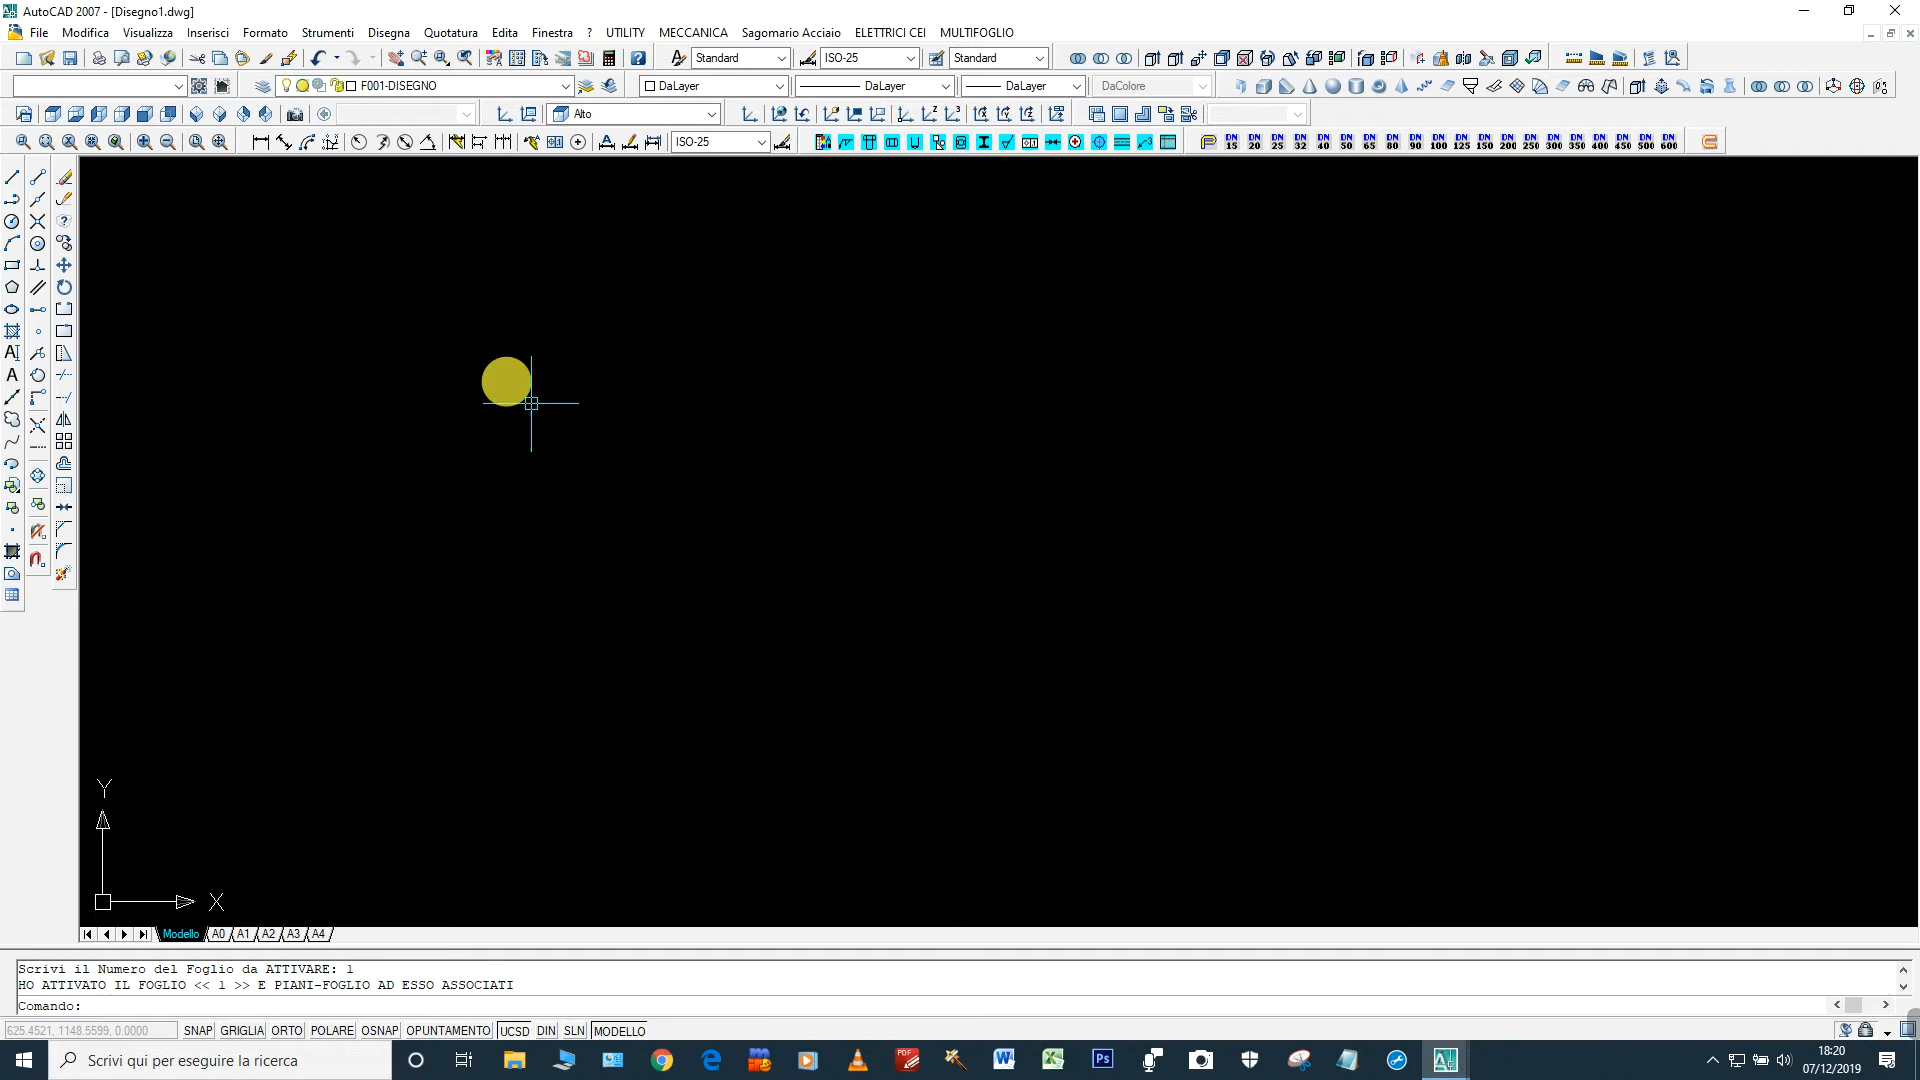 AutoCAD 2007 - [Disegno1.dwg]
File Modifica Visualizza Inserisci Formato Strumenti Disegna Quotatura Edita Finestra ? UTILITY MECCANICA Sagomario Acciaio ELETTRICI CEI MULTIFOGLIO
Standard ISO-25 Standard
F001-DISEGNO DaLayer DaLayer DaLayer DaColore
Alto
ISO-25 DN 15 DN 20 DN 25 DN 32 DN 40 DN 50 DN 65 DN 80 DN 90 DN 100 DN 125 DN 150 DN 200 DN 250 DN 300 DN 350 DN 400 DN 450 DN 500 DN 600
Y
X
Modello A0 A1 A2 A3 A4
Scrivi il Numero del Foglio da ATTIVARE: 1
HO ATTIVATO IL FOGLIO << 1 >> E PIANI-FOGLIO AD ESSO ASSOCIATI
Comando:
625.4521, 1148.5599, 0.0000 SNAP GRIGLIA ORTO POLARE OSNAP OPUNTAMENTO UCSD DIN SLN MODELLO
Scrivi qui per eseguire la ricerca
18:20
07/12/2019